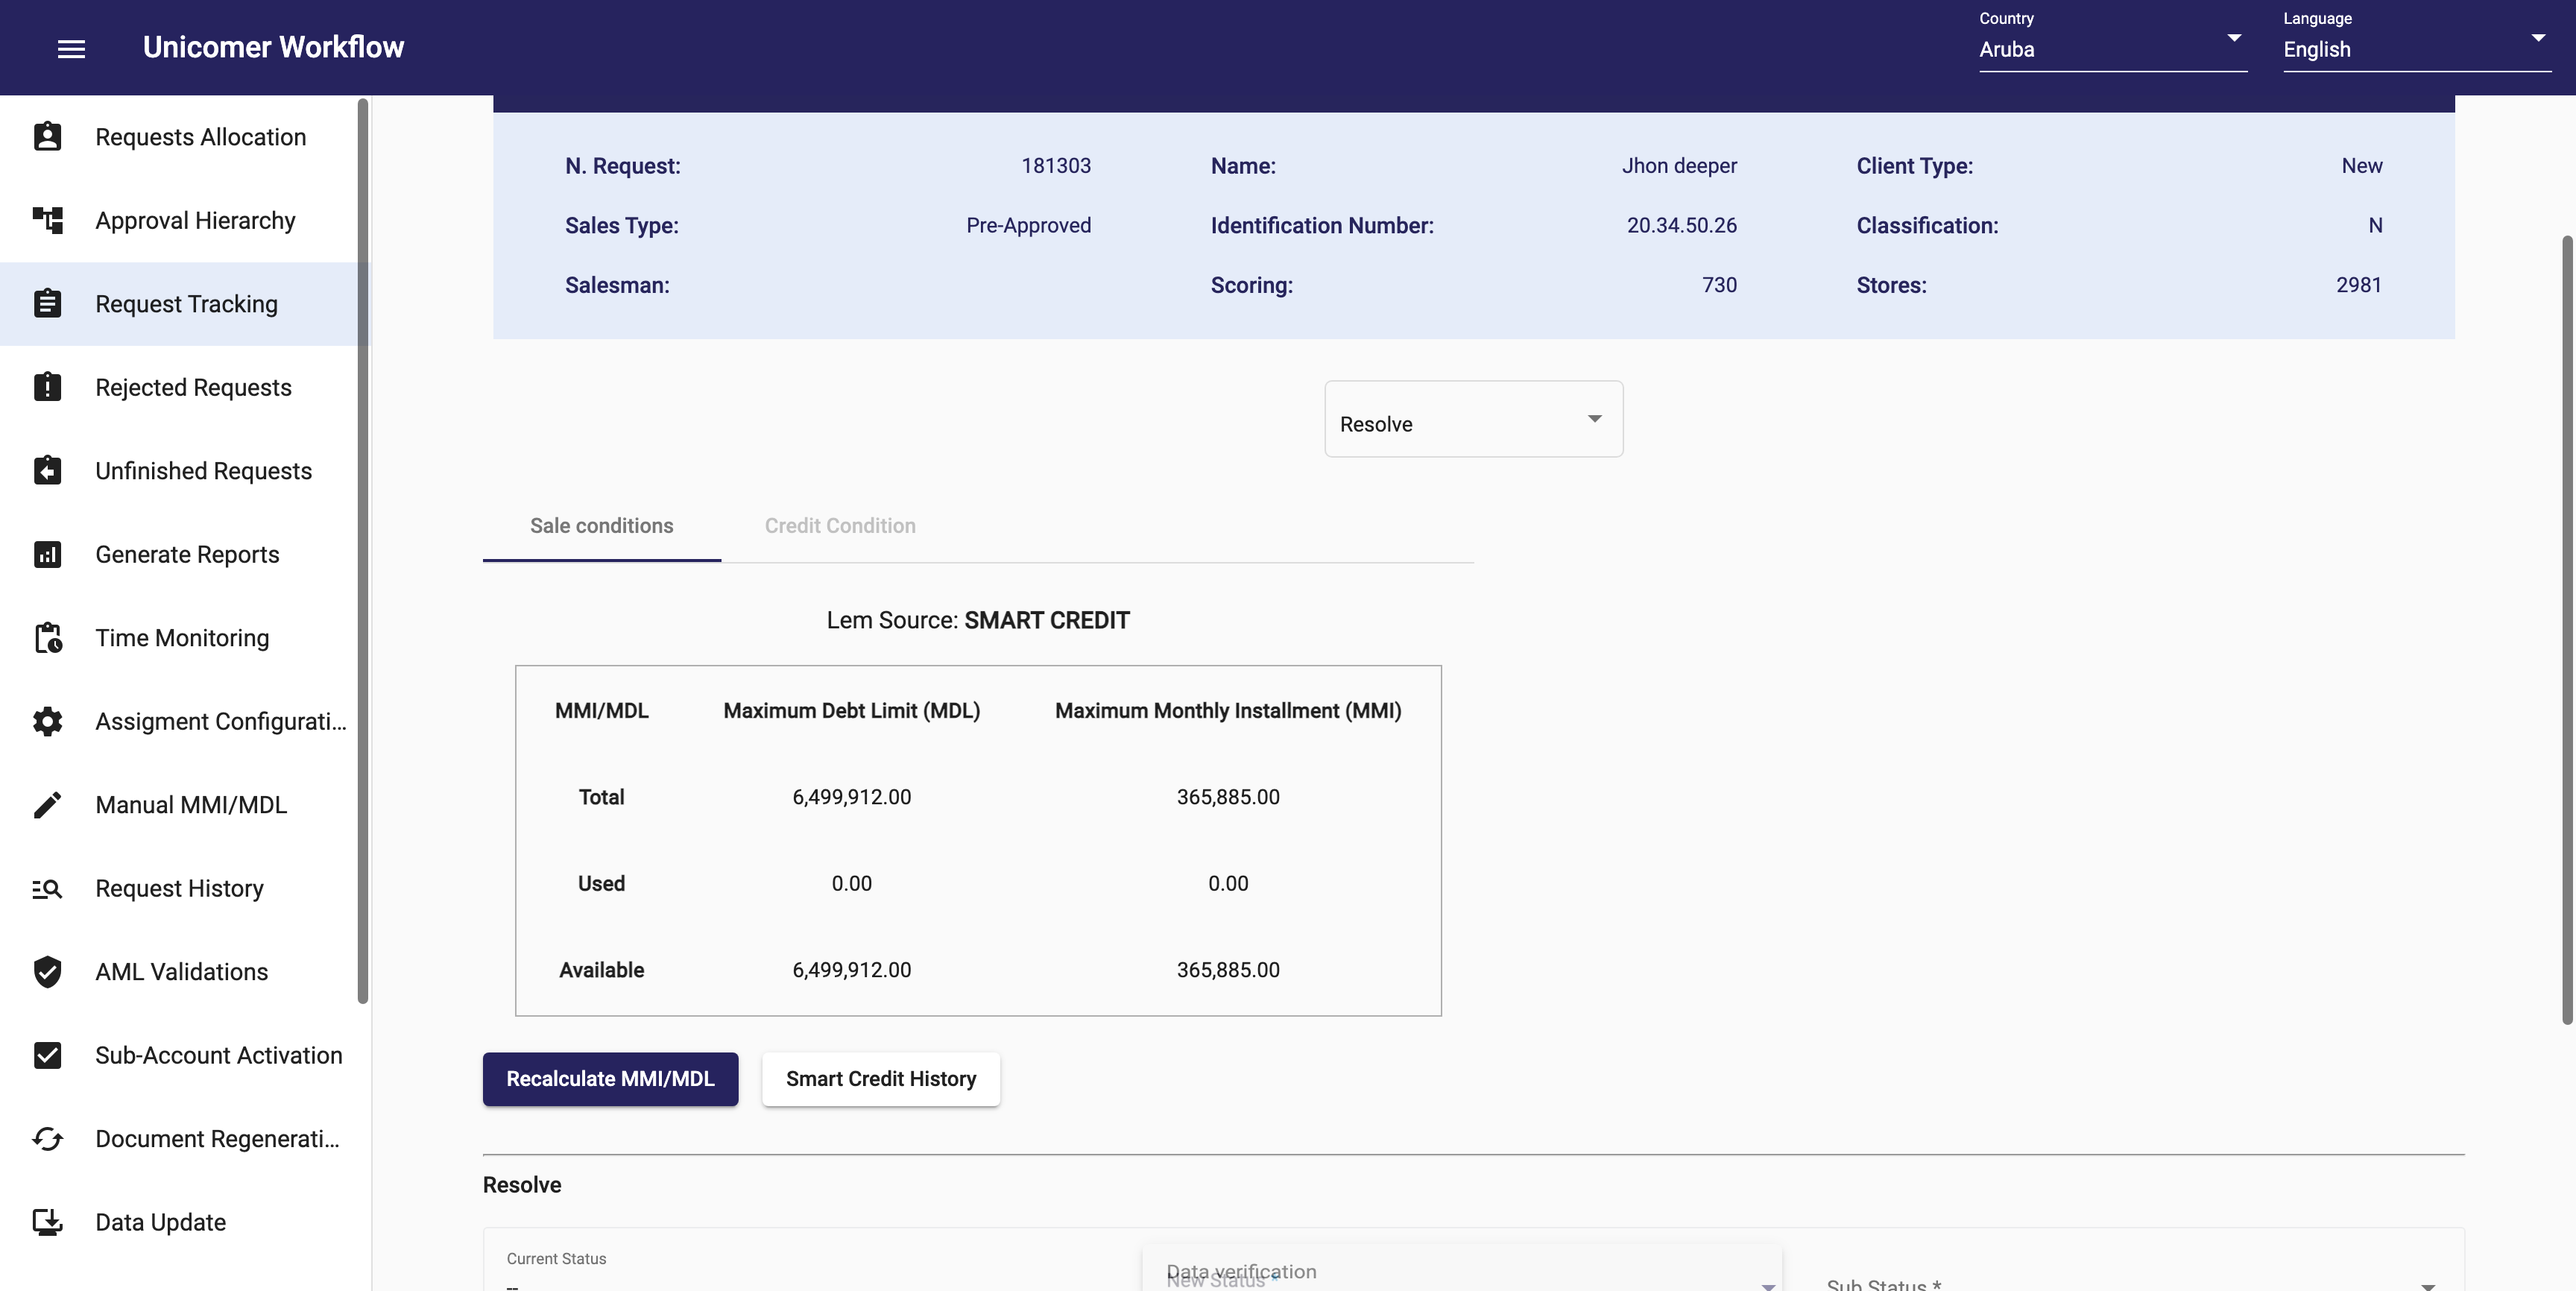 Unicomer Workflow
Country
Aruba
Language
English
Requests Allocation
Approval Hierarchy
Request Tracking
Rejected Requests
Unfinished Requests
Generate Reports
Time Monitoring
Assigment Configurati...
Manual MMI/MDL
Request History
AML Validations
Sub-Account Activation
Document Regenerati...
Data Update
N. Request: 181303 Name: Jhon deeper Client Type: New
Sales Type: Pre-Approved Identification Number: 20.34.50.26 Classification: N
Salesman: Scoring: 730 Stores: 2981
Resolve
Sale conditions Credit Condition
Lem Source: SMART CREDIT
MMI/MDL Maximum Debt Limit (MDL) Maximum Monthly Installment (MMI)
Total 6,499,912.00 365,885.00
Used 0.00 0.00
Available 6,499,912.00 365,885.00
Recalculate MMI/MDL Smart Credit History
Resolve
Current Status
--
Data verification
New Status *
Sub Status *